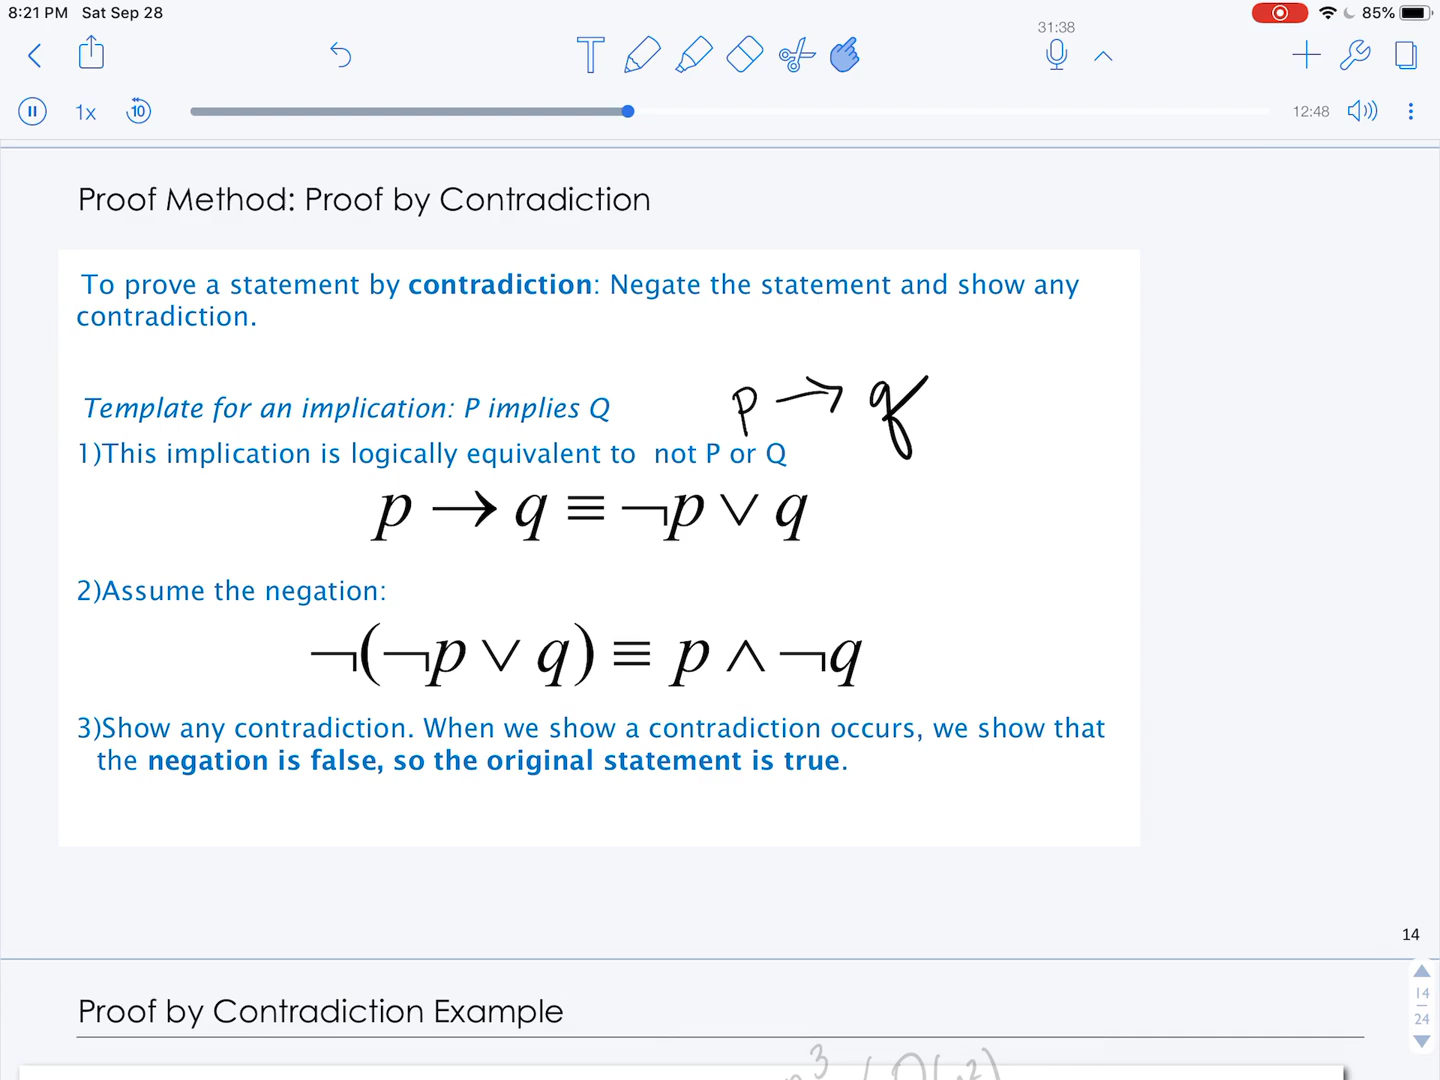 8:21 PM Sat Sep 28 85%
31:38
T
1x 10 12:48
Proof Method: Proof by Contradiction
To prove a statement by contradiction: Negate the statement and show any
contradiction.
p → q
Template for an implication: P implies Q
1)This implication is logically equivalent to not P or Q
p → q ≡ ¬p ∨ q
2)Assume the negation:
¬(¬p ∨ q) ≡ p ∧ ¬q
3)Show any contradiction. When we show a contradiction occurs, we show that
the negation is false, so the original statement is true.
14
14
24
Proof by Contradiction Example